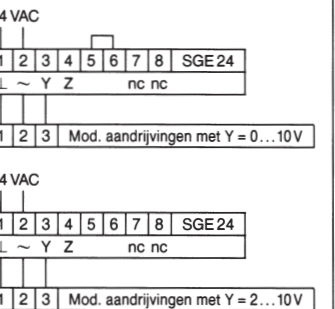 4 VAC
1 2 3 4 5 6 7 8 SGE 24
⊥ ~ Y Z nc nc
1 2 3 Mod. aandrijvingen met Y = 0...10 V
4 VAC
1 2 3 4 5 6 7 8 SGE 24
⊥ ~ Y Z nc nc
1 2 3 Mod. aandrijvingen met Y = 2...10 V